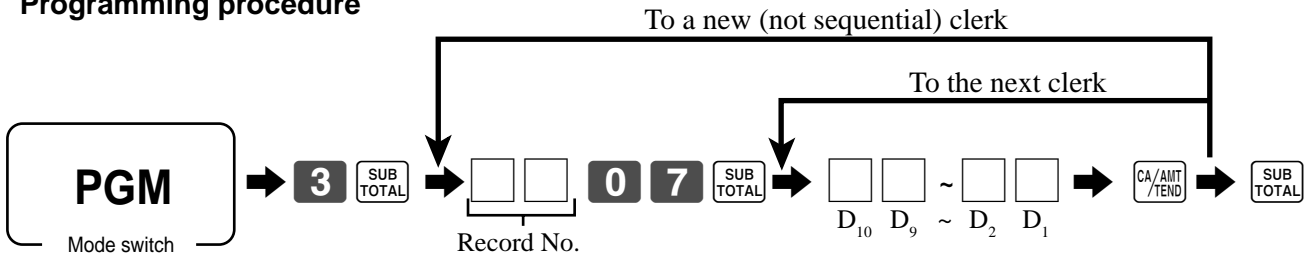 Programming procedure
To a new (not sequential) clerk
To the next clerk
PGM
Mode switch
3 SUB TOTAL
Record No.
0 7 SUB TOTAL
D10 D9 ~ D2 D1
~
CA/AMT /TEND
SUB TOTAL